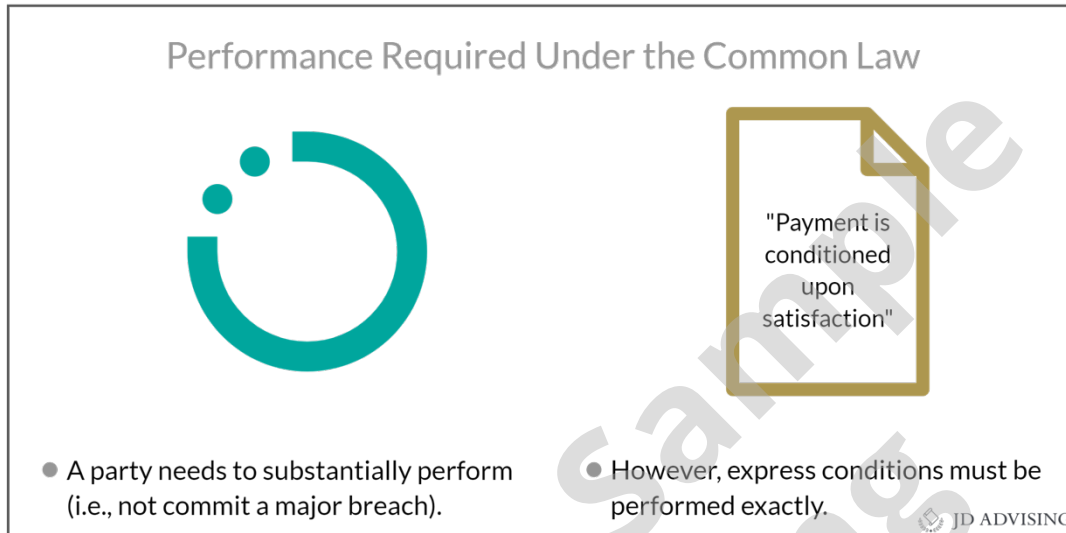 Performance Required Under the Common Law
"Payment is
conditioned
upon
satisfaction"
● A party needs to substantially perform
(i.e., not commit a major breach).
● However, express conditions must be
performed exactly.
JD ADVISING
Sample